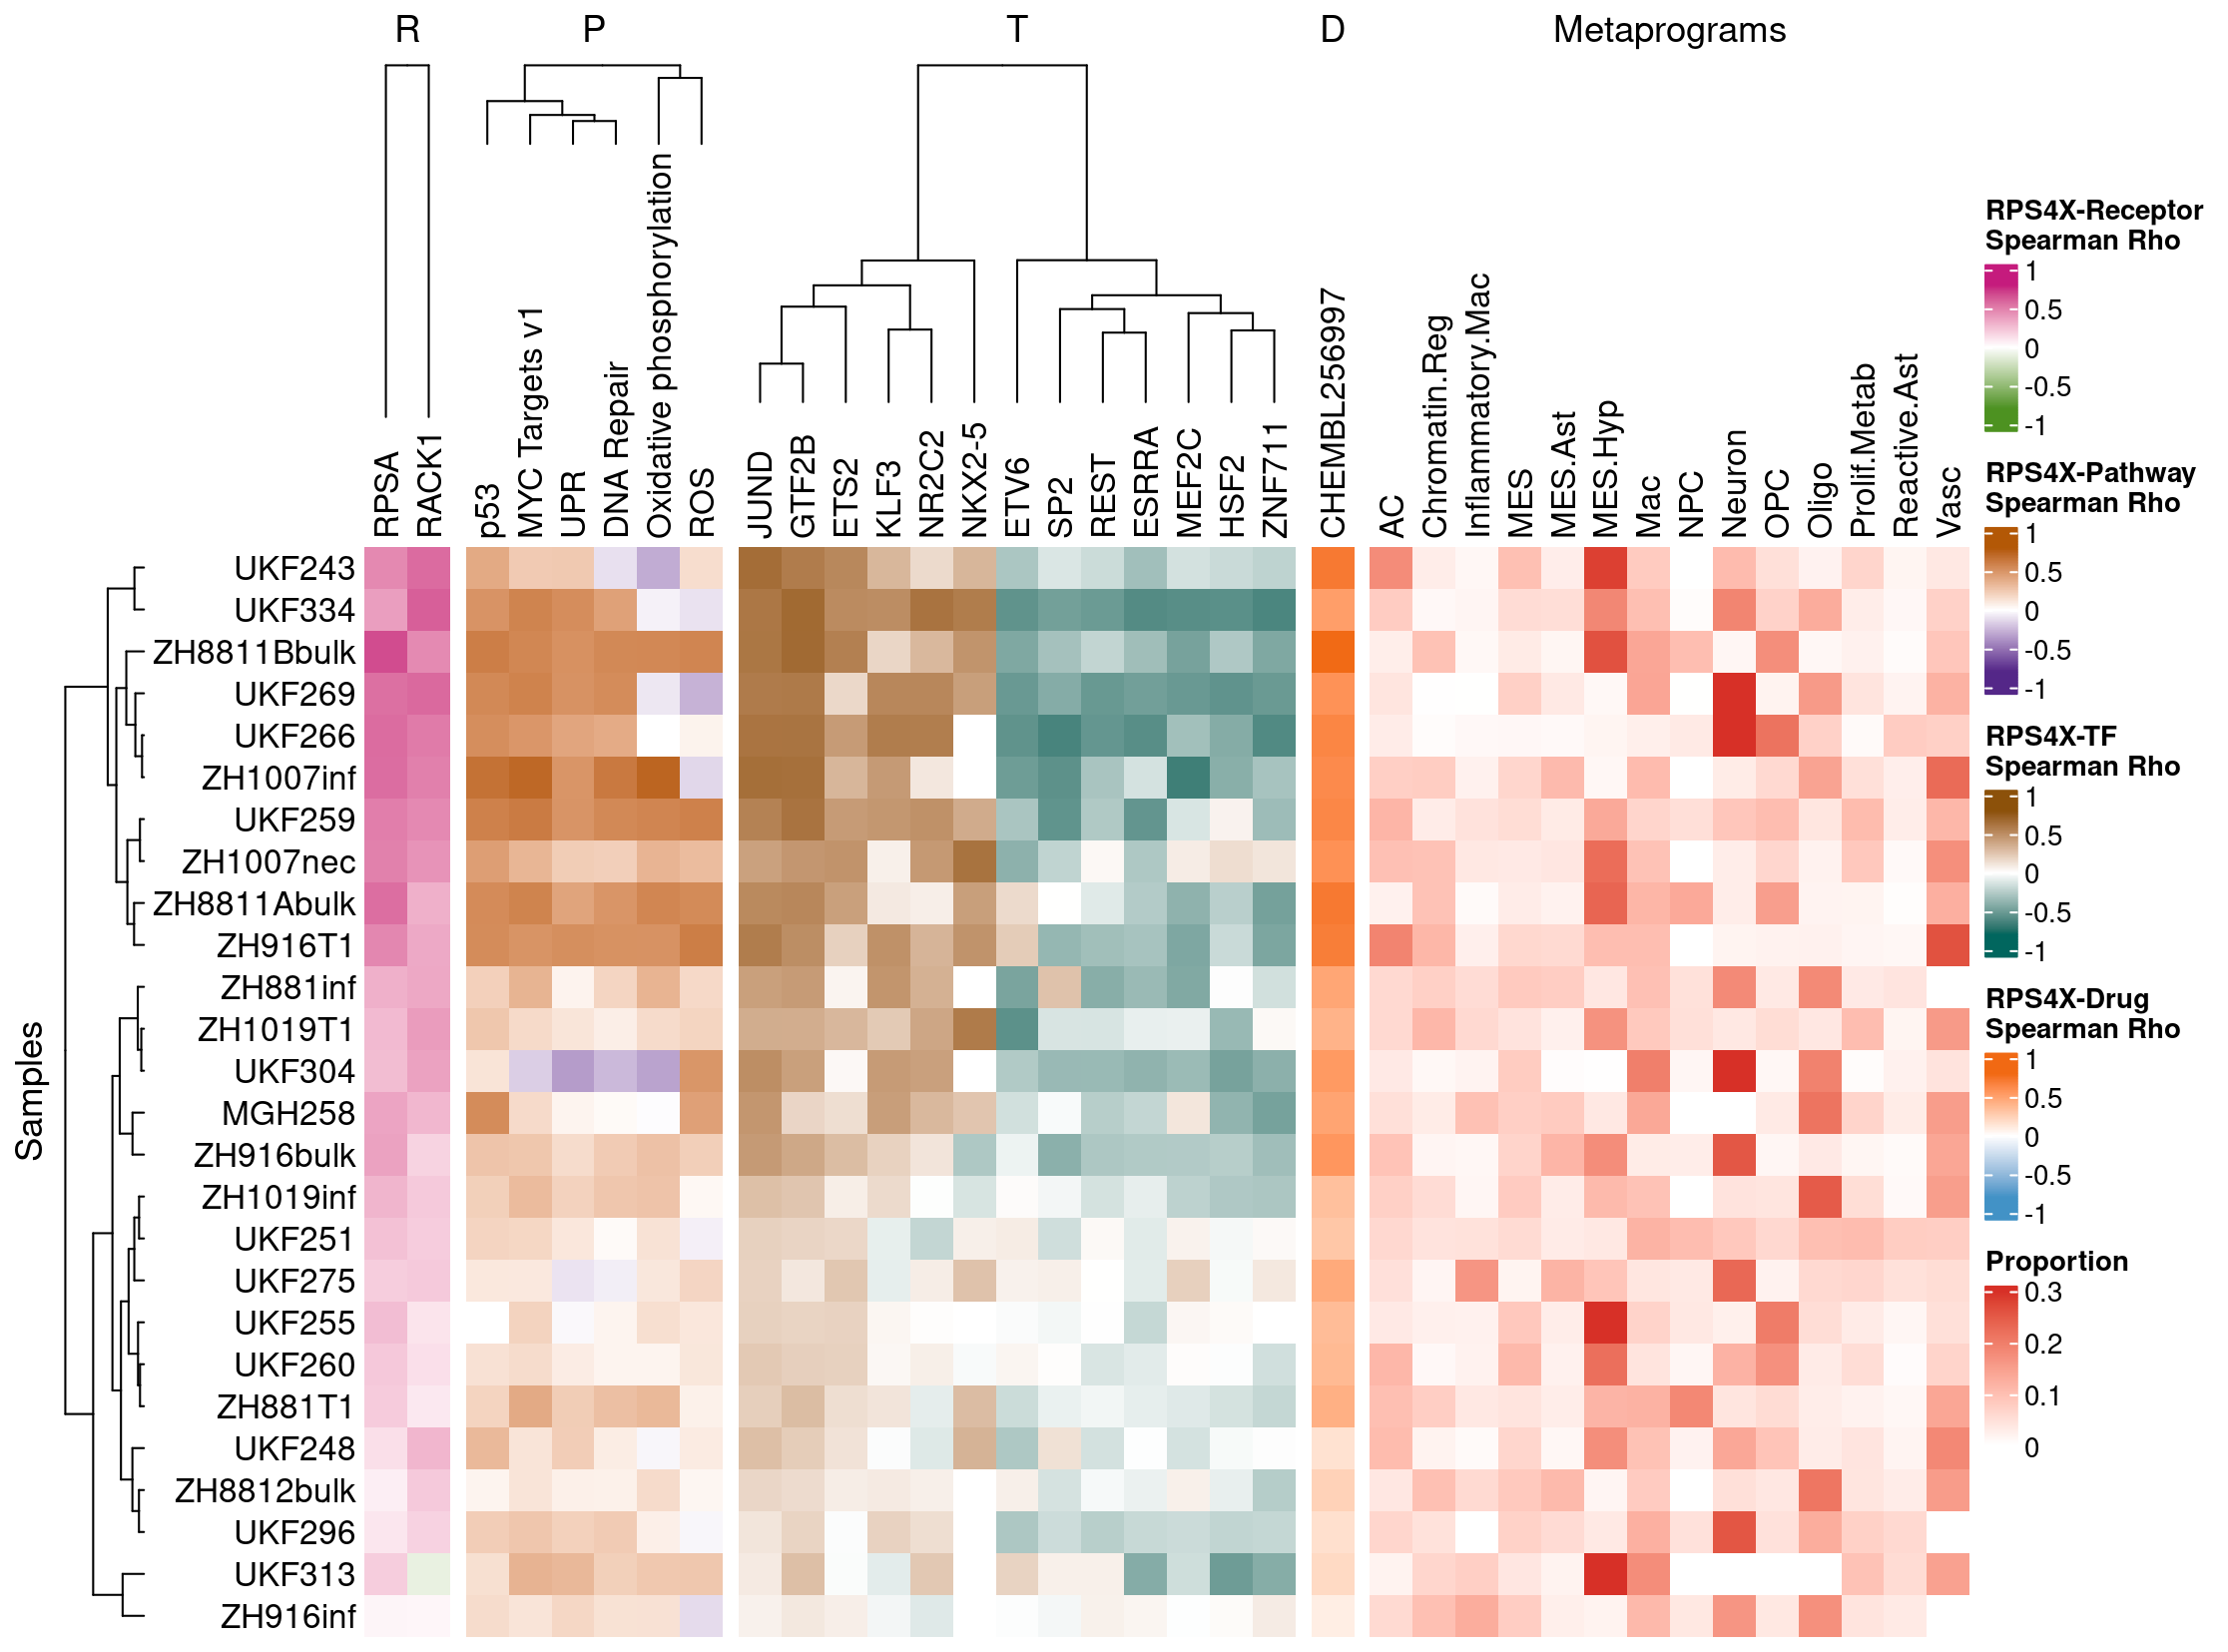 R P T D Metaprograms
RPSA
RACK1
p53
MYC Targets v1
UPR
DNA Repair
Oxidative phosphorylation
ROS
JUND
GTF2B
ETS2
KLF3
NR2C2
NKX2-5
ETV6
SP2
REST
ESRRA
MEF2C
HSF2
ZNF711
CHEMBL256997
AC
Chromatin.Reg
Inflammatory.Mac
MES
MES.Ast
MES.Hyp
Mac
NPC
Neuron
OPC
Oligo
Prolif.Metab
Reactive.Ast
Vasc
Samples
UKF243
UKF334
ZH8811Bbulk
UKF269
UKF266
ZH1007inf
UKF259
ZH1007nec
ZH8811Abulk
ZH916T1
ZH881inf
ZH1019T1
UKF304
MGH258
ZH916bulk
ZH1019inf
UKF251
UKF275
UKF255
UKF260
ZH881T1
UKF248
ZH8812bulk
UKF296
UKF313
ZH916inf
RPS4X-Receptor
Spearman Rho
1
0.5
0
-0.5
-1
RPS4X-Pathway
Spearman Rho
1
0.5
0
-0.5
-1
RPS4X-TF
Spearman Rho
1
0.5
0
-0.5
-1
RPS4X-Drug
Spearman Rho
1
0.5
0
-0.5
-1
Proportion
0.3
0.2
0.1
0